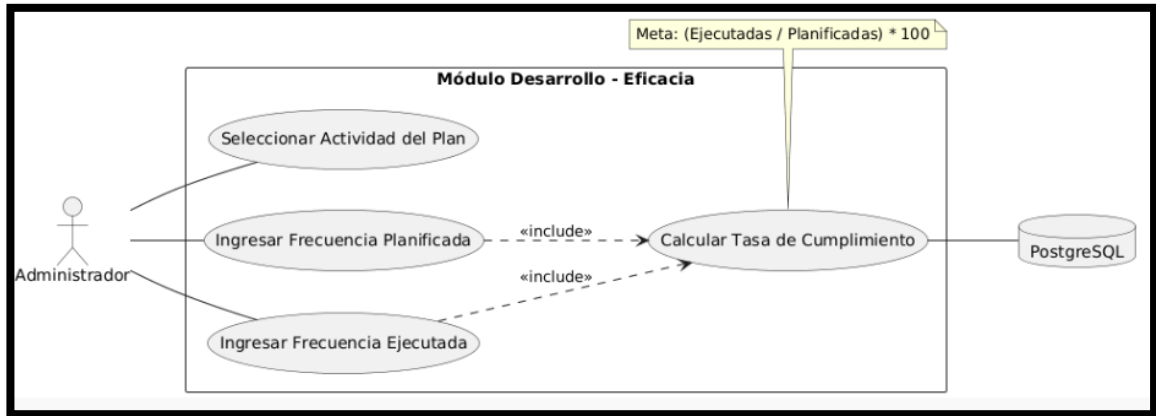 Meta: (Ejecutadas / Planificadas) * 100
Módulo Desarrollo - Eficacia
Seleccionar Actividad del Plan
Administrador
Ingresar Frecuencia Planificada
«include»
Calcular Tasa de Cumplimiento
PostgreSQL
«include»
Ingresar Frecuencia Ejecutada